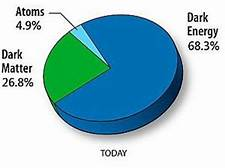 Atoms
4.9%
Dark
Energy
68.3%
Dark
Matter
26.8%
TODAY